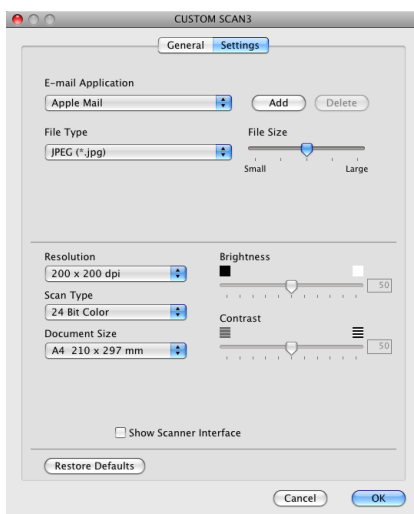 CUSTOM SCAN3
General Settings
E-mail Application
Apple Mail Add Delete
File Type File Size
JPEG (*.jpg)
Small Large
Resolution Brightness
200 x 200 dpi
50
Scan Type
24 Bit Color Contrast
Document Size
A4 210 x 297 mm 50
Show Scanner Interface
Restore Defaults
Cancel OK